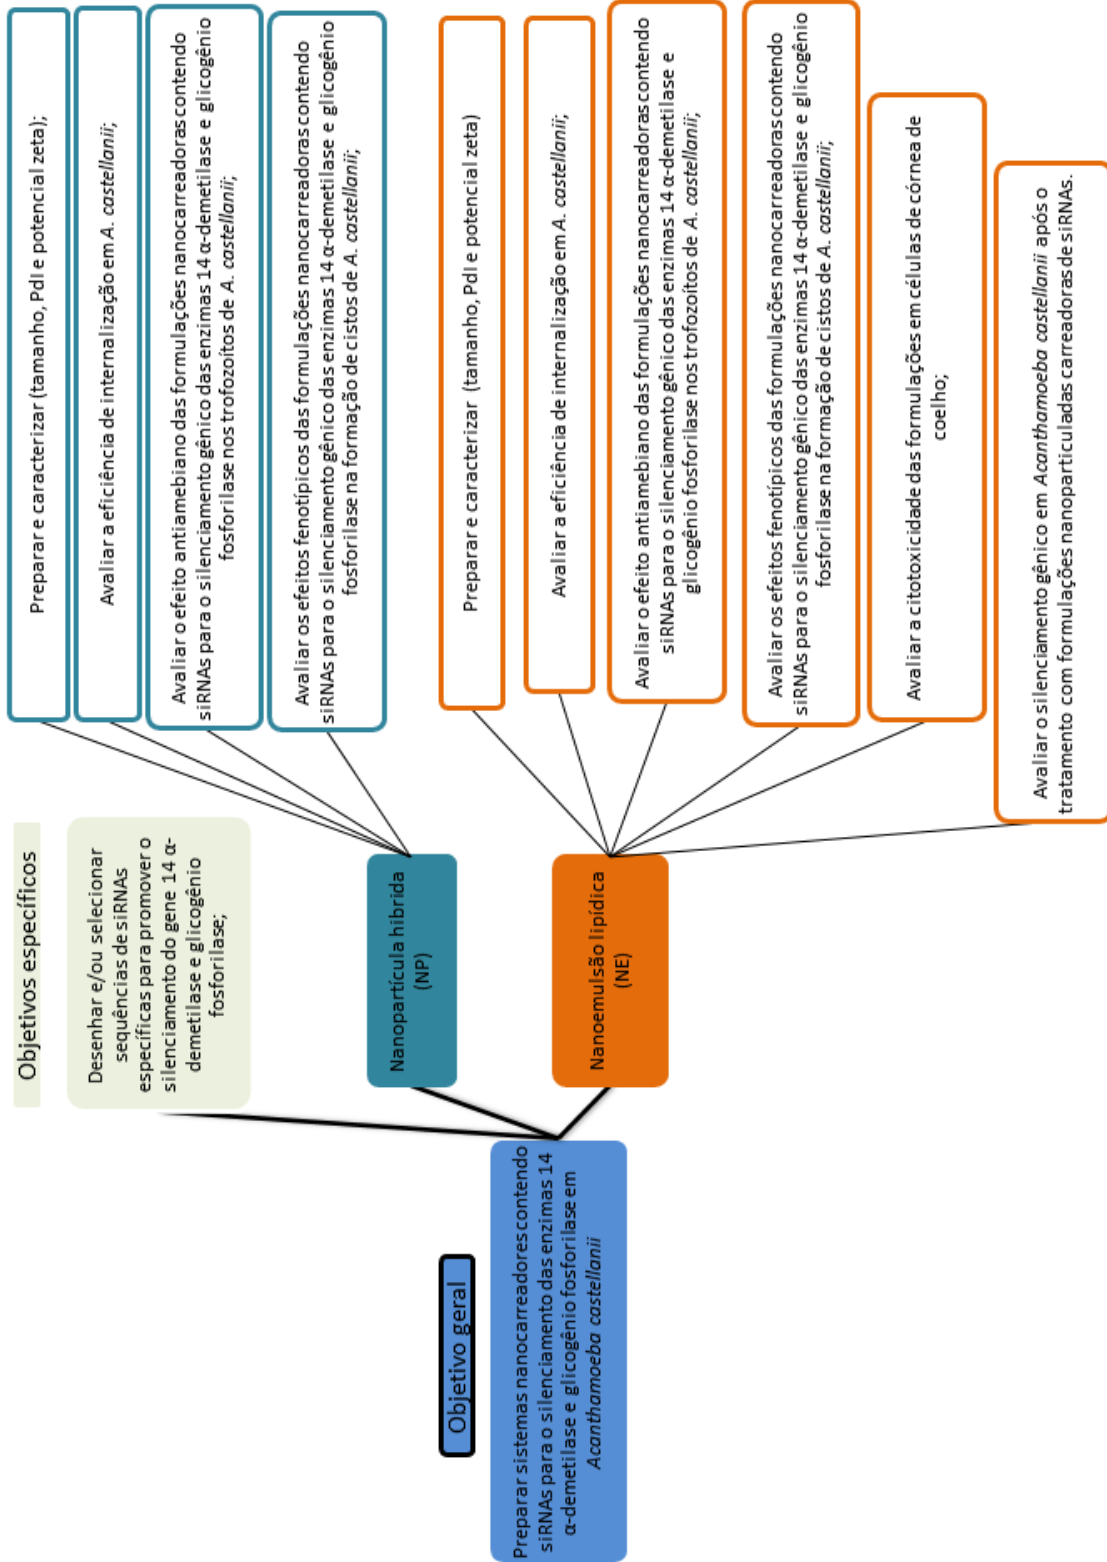 Objetivo geral
Preparar sistemas nanocarreadores contendo
siRNAs para o silenciamento das enzimas 14
α-demetilase e glicogênio fosforilase em
Acanthamoeba castellanii
Objetivos específicos
Desenhar e/ou selecionar
sequências de siRNAs
específicas para promover o
silenciamento do gene 14 α-
demetilase e glicogênio
fosforilase;
Nanopartícula hibrida
(NP)
Preparar e caracterizar (tamanho, PdI e potencial zeta);
Avaliar a eficiência de internalização em A. castellanii;
Avaliar o efeito antiamebiano das formulações nanocarreadoras contendo
siRNAs para o silenciamento gênico das enzimas 14 α-demetilase e glicogênio
fosforilase nos trofozoítos de A. castellanii;
Avaliar os efeitos fenotípicos das formulações nanocarreadoras contendo
siRNAs para o silenciamento gênico das enzimas 14 α-demetilase e glicogênio
fosforilase na formação de cistos de A. castellanii;
Nanoemulsão lipídica
(NE)
Preparar e caracterizar (tamanho, PdI e potencial zeta)
Avaliar a eficiência de internalização em A. castellanii;
Avaliar o efeito antiamebiano das formulações nanocarreadoras contendo
siRNAs para o silenciamento gênico das enzimas 14 α-demetilase e
glicogênio fosforilase nos trofozoítos de A. castellanii;
Avaliar os efeitos fenotípicos das formulações nanocarreadoras contendo
siRNAs para o silenciamento gênico das enzimas 14 α-demetilase e glicogênio
fosforilase na formação de cistos de A. castellanii;
Avaliar a citotoxicidade das formulações em células de córnea de
coelho;
Avaliar o silenciamento gênico em Acanthamoeba castellanii após o
tratamento com formulações nanoparticuladas carreadoras de siRNAs.